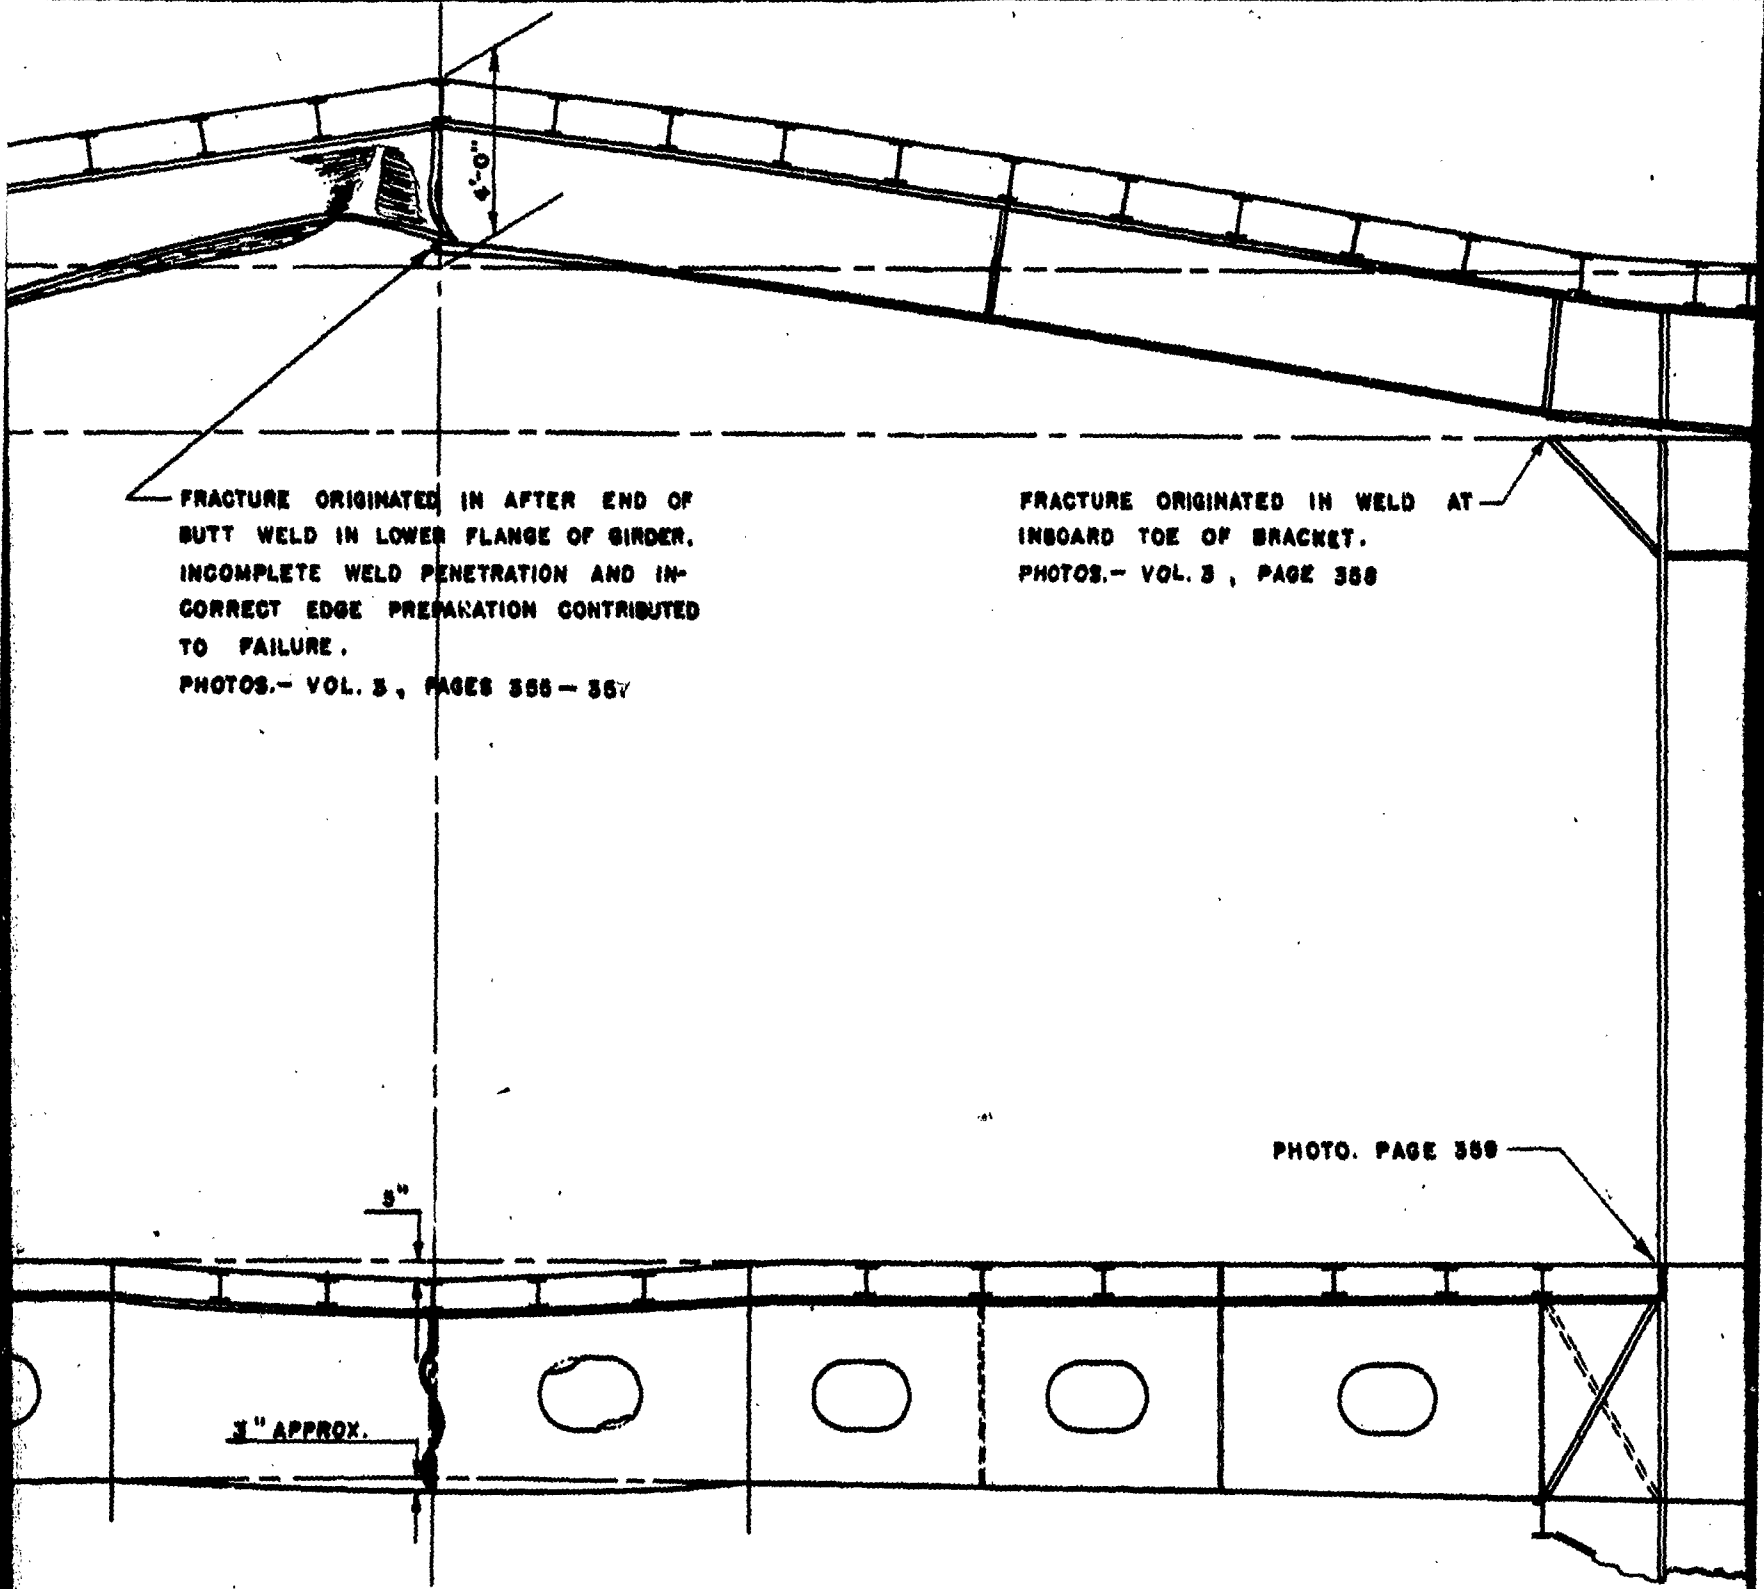 4'-0"
FRACTURE ORIGINATED IN AFTER END OF
BUTT WELD IN LOWER FLANGE OF GIRDER.
INCOMPLETE WELD PENETRATION AND IN-
CORRECT EDGE PREPARATION CONTRIBUTED
TO FAILURE.
PHOTOS.- VOL. 3, PAGES 355-357
FRACTURE ORIGINATED IN WELD AT
INBOARD TOE OF BRACKET.
PHOTOS.- VOL. 3, PAGE 358
PHOTO. PAGE 359
5"
3" APPROX.